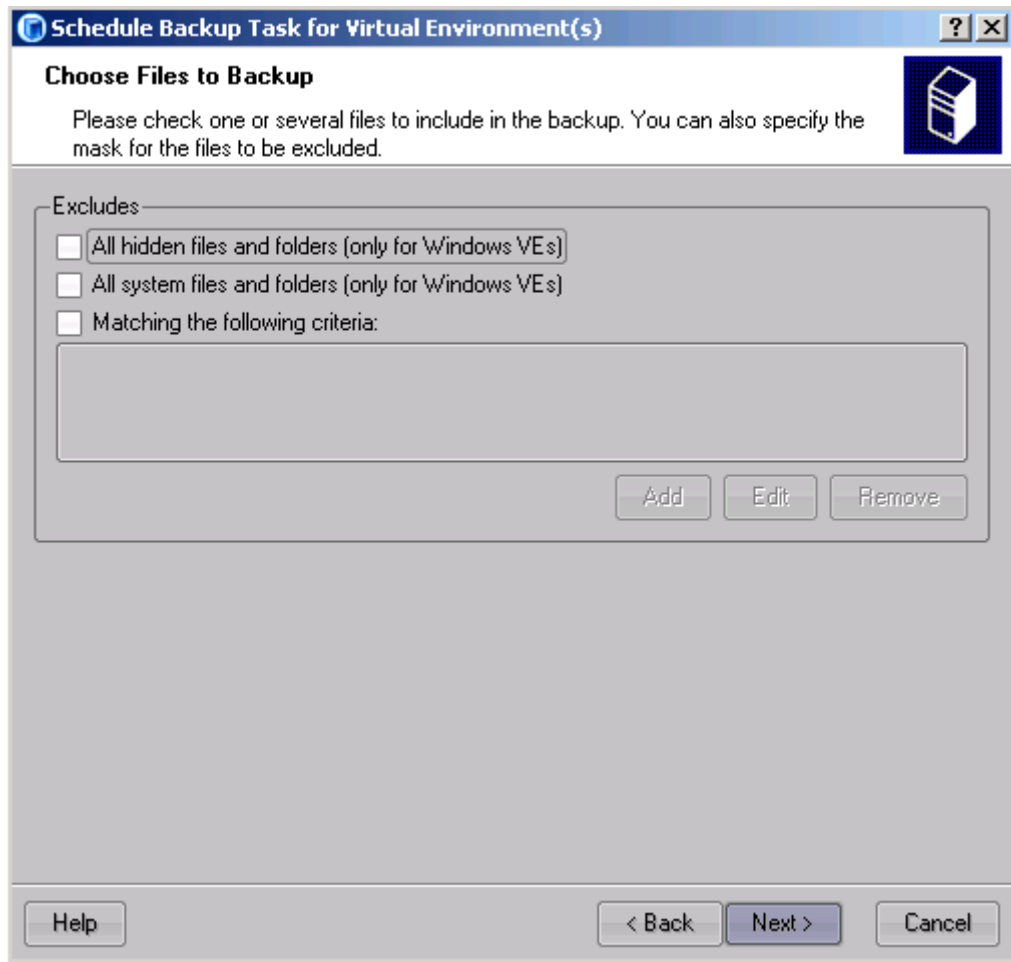 Schedule Backup Task for Virtual Environment(s)
Choose Files to Backup
Please check one or several files to include in the backup. You can also specify the
mask for the files to be excluded.
Excludes
All hidden files and folders (only for Windows VEs)
All system files and folders (only for Windows VEs)
Matching the following criteria:
Add Edit Remove
Help < Back Next > Cancel